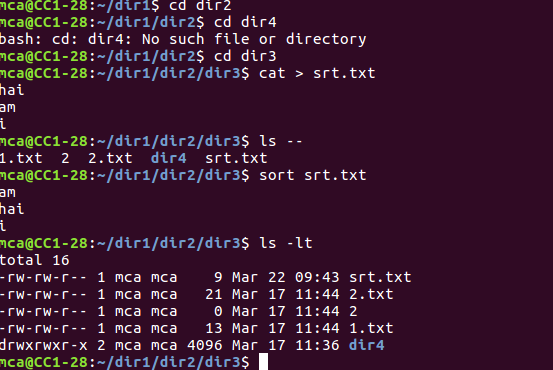 mca@CC1-28:~/dir1$ cd dir2
mca@CC1-28:~/dir1/dir2$ cd dir4
bash: cd: dir4: No such file or directory
mca@CC1-28:~/dir1/dir2$ cd dir3
mca@CC1-28:~/dir1/dir2/dir3$ cat > srt.txt
hai
am
i
mca@CC1-28:~/dir1/dir2/dir3$ ls --
1.txt  2  2.txt  dir4  srt.txt
mca@CC1-28:~/dir1/dir2/dir3$ sort srt.txt
am
hai
i
mca@CC1-28:~/dir1/dir2/dir3$ ls -lt
total 16
-rw-rw-r-- 1 mca mca    9 Mar 22 09:43 srt.txt
-rw-rw-r-- 1 mca mca   21 Mar 17 11:44 2.txt
-rw-rw-r-- 1 mca mca    0 Mar 17 11:44 2
-rw-rw-r-- 1 mca mca   13 Mar 17 11:44 1.txt
drwxrwxr-x 2 mca mca 4096 Mar 17 11:36 dir4
mca@CC1-28:~/dir1/dir2/dir3$